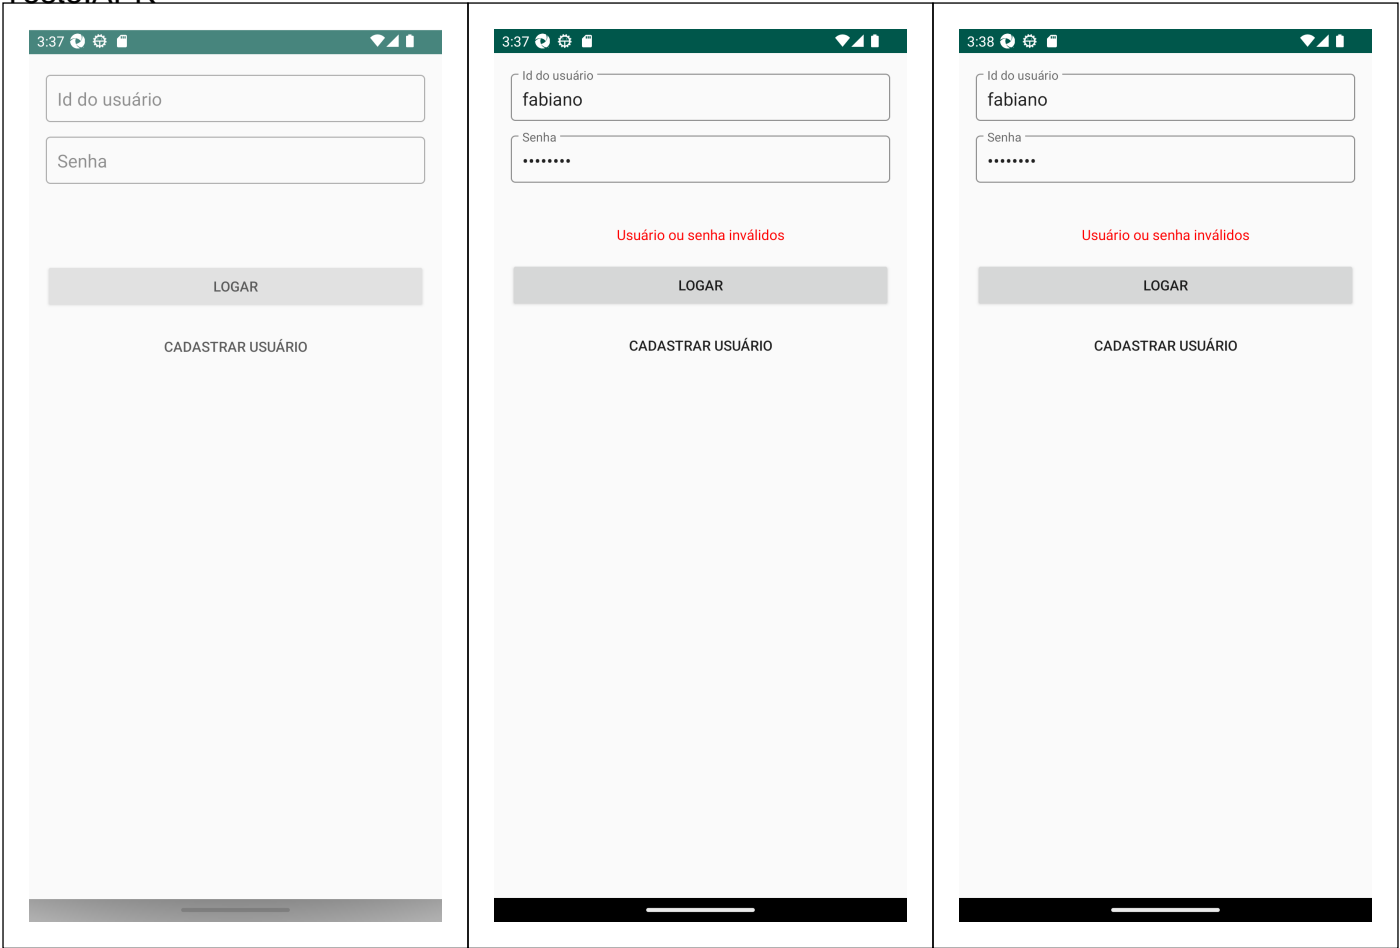 3:37
Id do usuário
Senha
LOGAR
CADASTRAR USUÁRIO
3:37
Id do usuário
fabiano
Senha
••••••••
Usuário ou senha inválidos
LOGAR
CADASTRAR USUÁRIO
3:38
Id do usuário
fabiano
Senha
••••••••
Usuário ou senha inválidos
LOGAR
CADASTRAR USUÁRIO